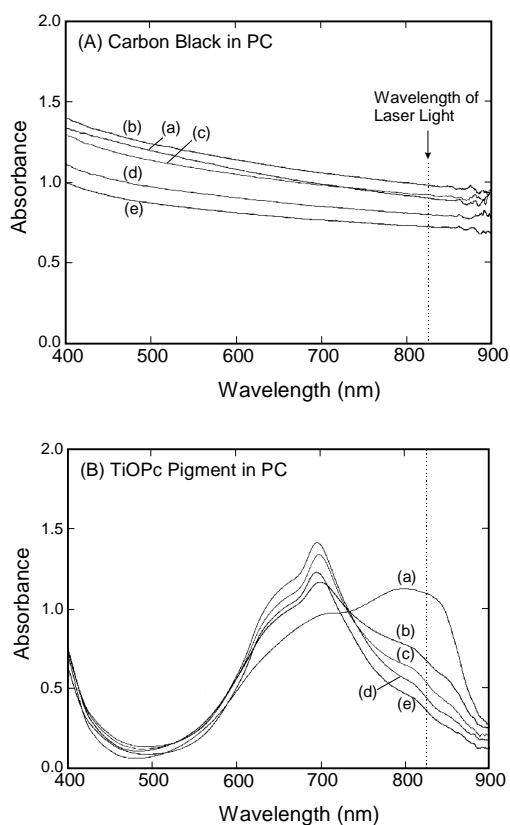 (A) Carbon Black in PC
Wavelength of
Laser Light
(b)
(a)
(c)
(d)
(e)
Absorbance
2.0
1.5
1.0
0.5
0.0
400
500
600
700
800
900
Wavelength (nm)
(B) TiOPc Pigment in PC
(a)
(b)
(c)
(d)
(e)
Absorbance
2.0
1.5
1.0
0.5
0.0
400
500
600
700
800
900
Wavelength (nm)